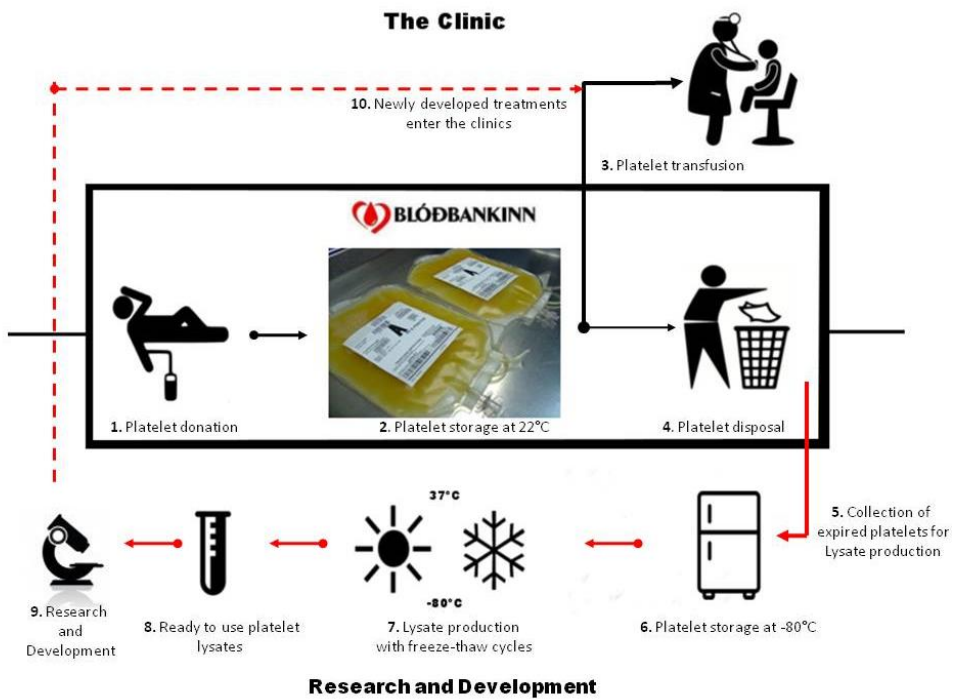 The Clinic
10. Newly developed treatments
enter the clinics
3. Platelet transfusion
BLÓÐBANKINN
1. Platelet donation
2. Platelet storage at 22°C
4. Platelet disposal
5. Collection of
expired platelets for
Lysate production
37°C
-80°C
9. Research
and
Development
8. Ready to use platelet
lysates
7. Lysate production
with freeze-thaw cycles
6. Platelet storage at -80°C
Research and Development